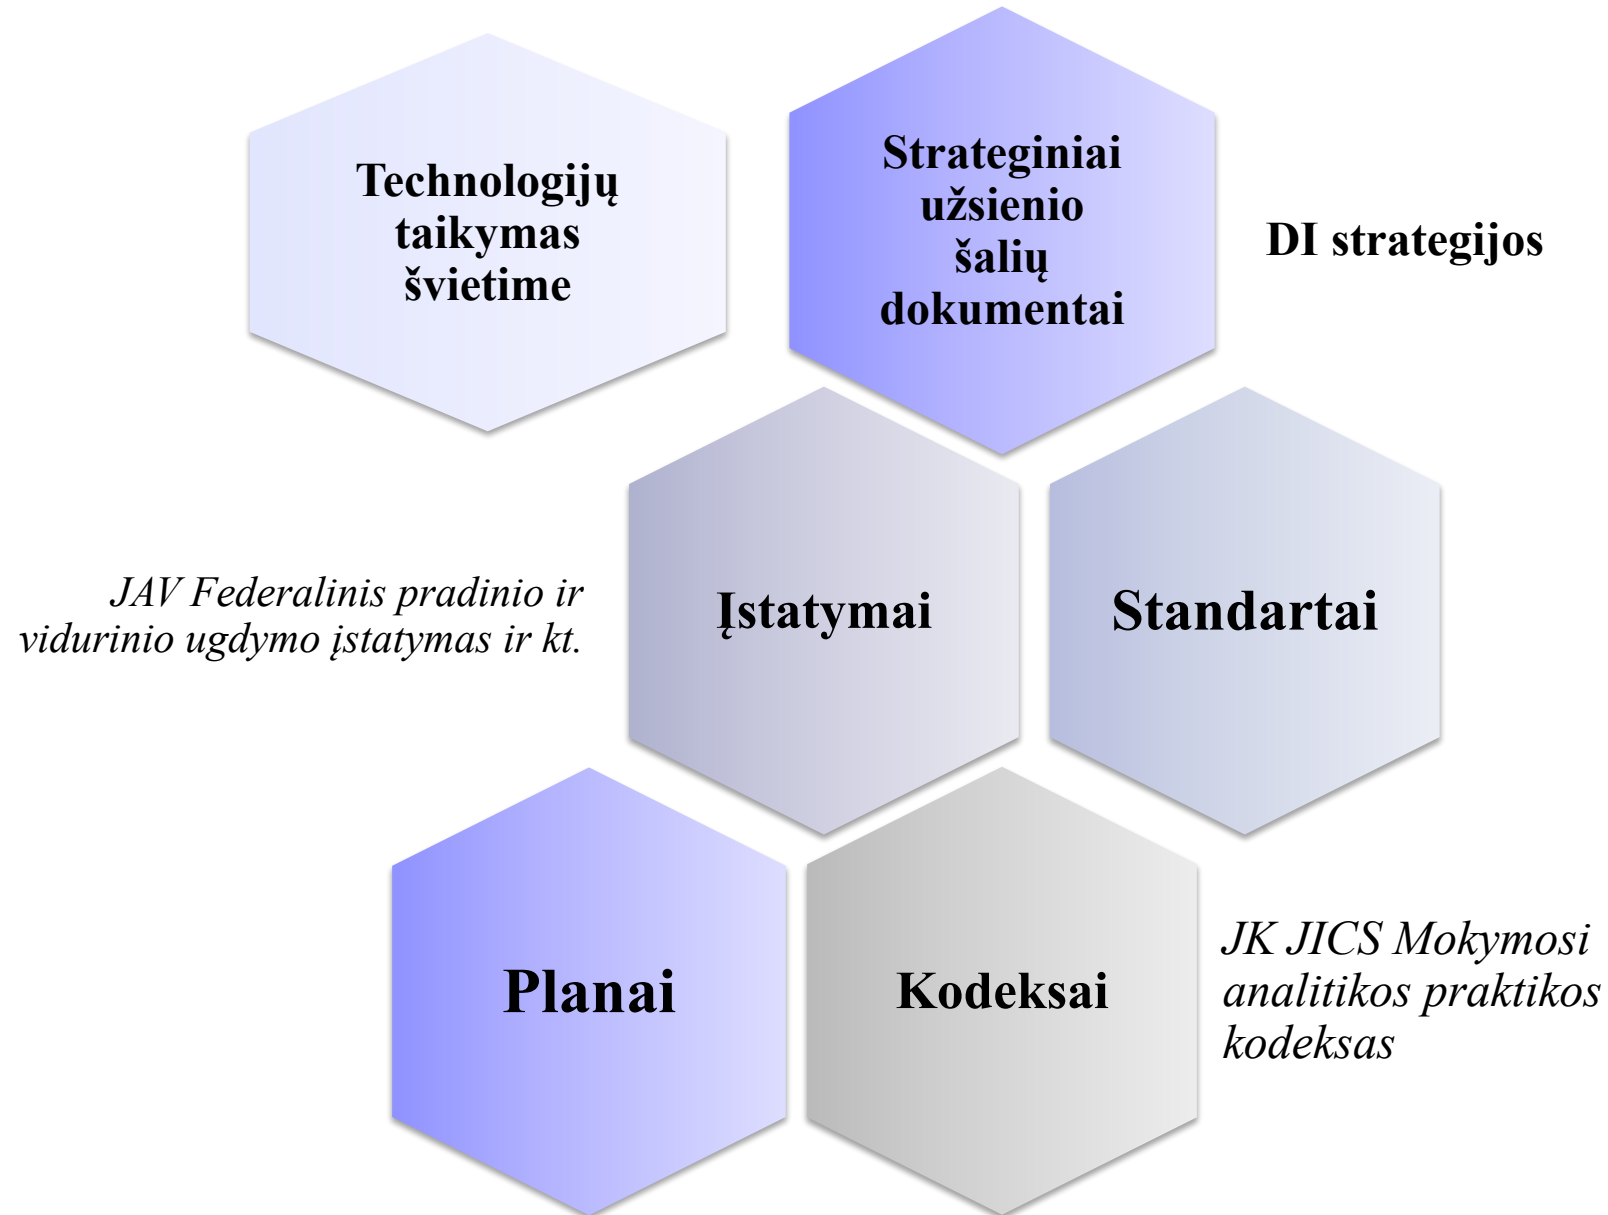 Technologijų
taikymas
švietime
Strateginiai
užsienio
šalių
dokumentai
DI strategijos
JAV Federalinis pradinio ir
vidurinio ugdymo įstatymas ir kt.
Įstatymai
Standartai
Planai
Kodeksai
JK JICS Mokymosi
analitikos praktikos
kodeksas